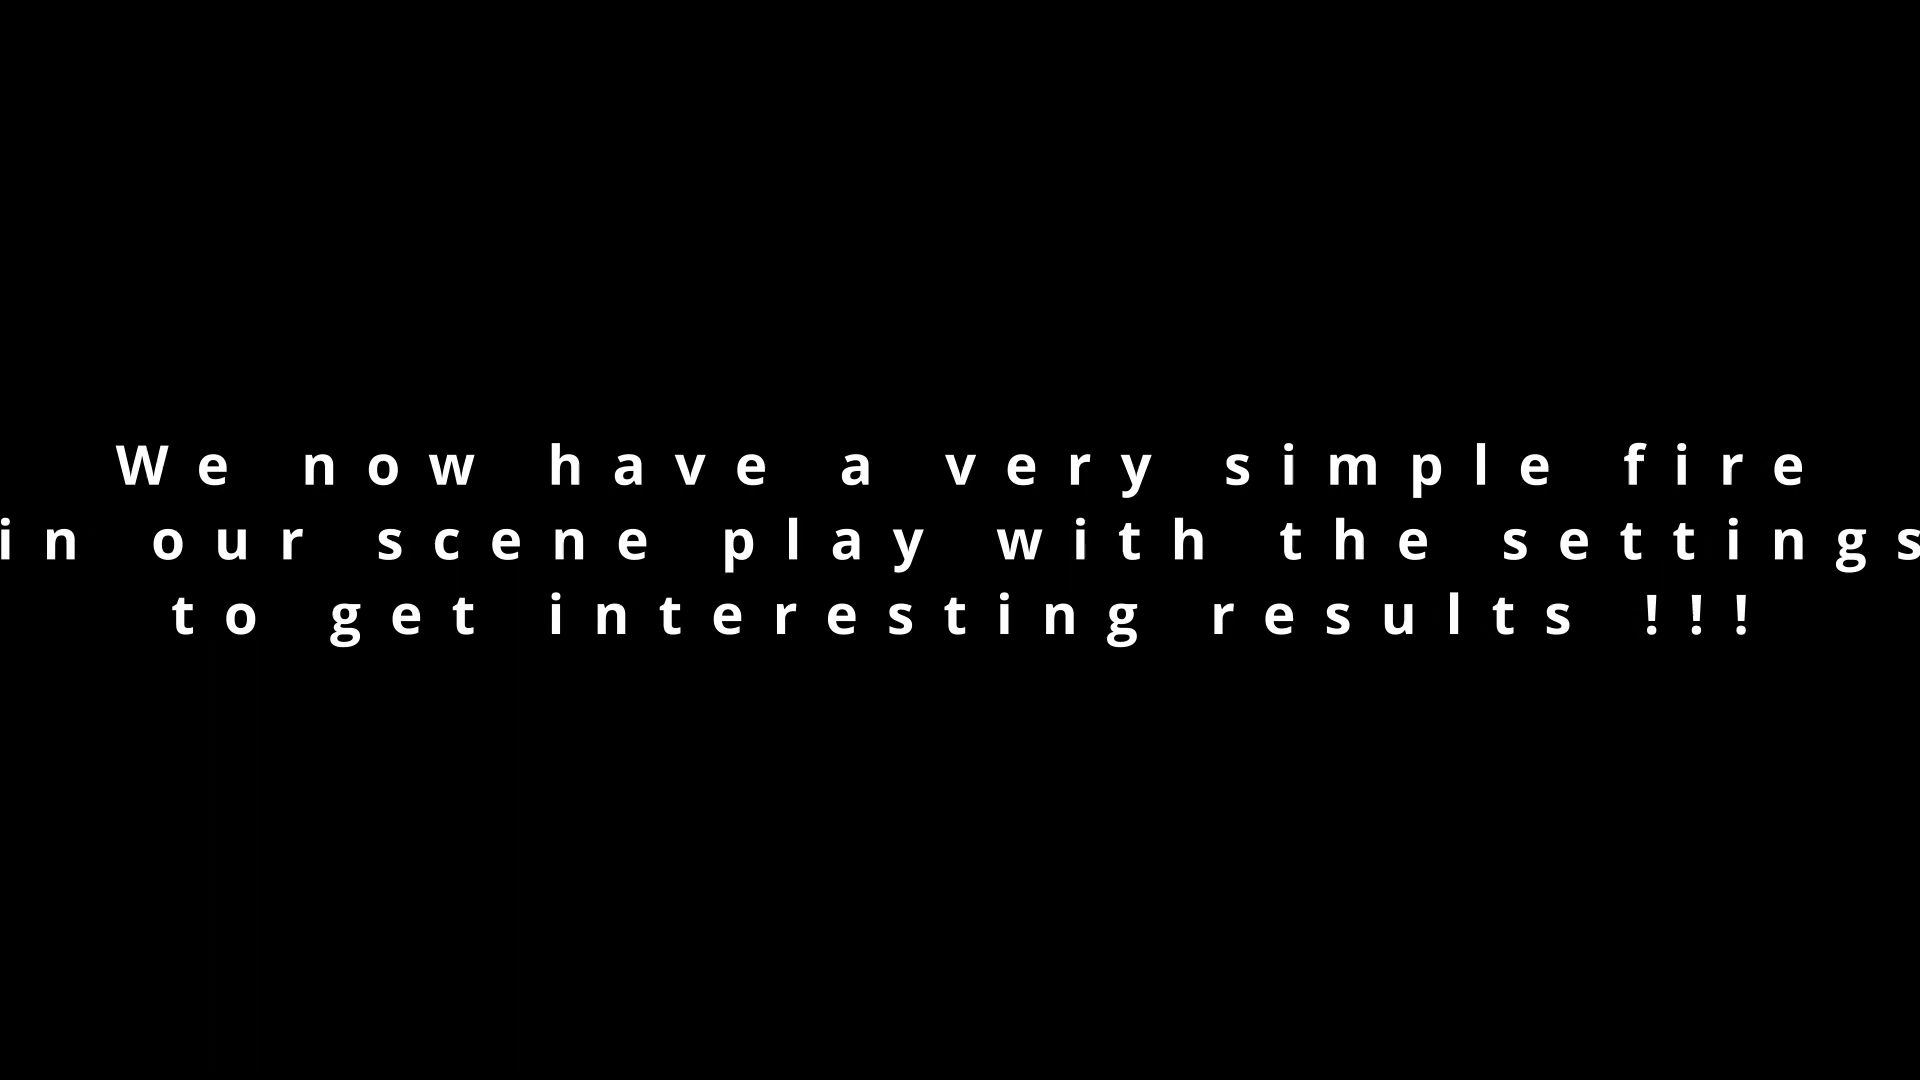 We now have a very simple fire
in our scene play with the settings
to get interesting results !!!